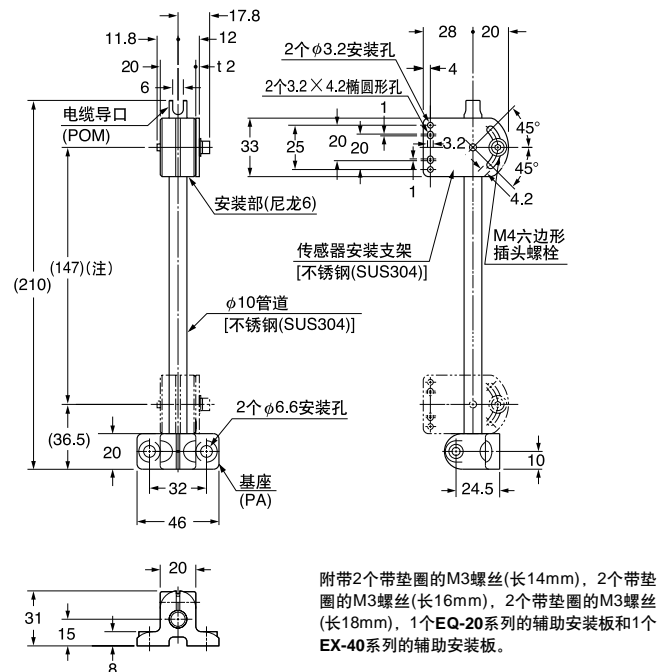 17.8
11.8
12
20
t 2
6
电缆导口
(POM)
安装部(尼龙6)
(147)(注)
(210)
φ10管道
[不锈钢(SUS304)]
(36.5)
20
2个φ6.6安装孔
基座
(PA)
32
46
28
20
2个φ3.2安装孔
4
2个3.2×4.2椭圆形孔
1
33
25
20
20
3.2
1
45°
45°
4.2
M4六边形
插头螺栓
传感器安装支架
[不锈钢(SUS304)]
10
24.5
20
31
15
8
附带2个带垫圈的M3螺丝(长14mm)，2个带垫
圈的M3螺丝(长16mm)，2个带垫圈的M3螺丝
(长18mm)，1个EQ-20系列的辅助安装板和1个
EX-40系列的辅助安装板。